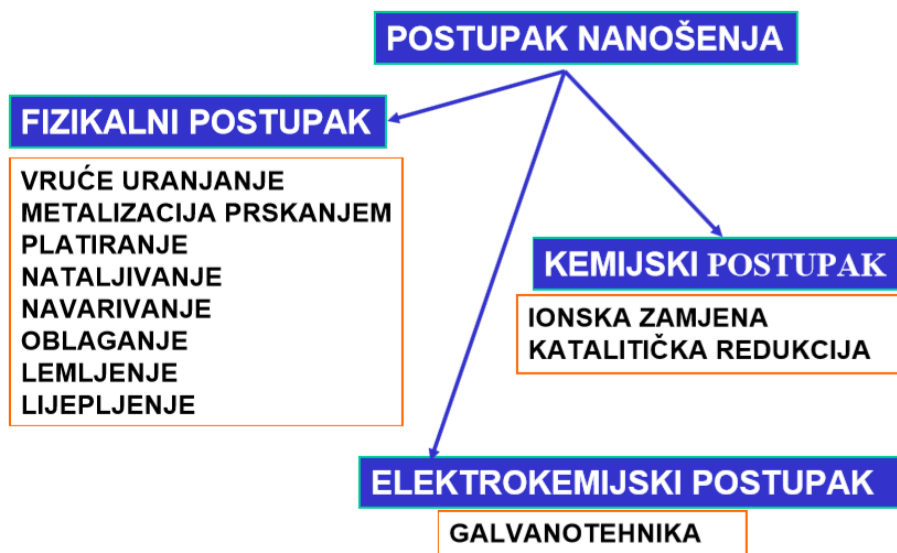 POSTUPAK NANOŠENJA
FIZIKALNI POSTUPAK
VRUĆE URANJANJE
METALIZACIJA PRSKANJEM
PLATIRANJE
NATALJIVANJE
NAVARIVANJE
OBLAGANJE
LEMLJENJE
LIJEPLJENJE
KEMIJSKI POSTUPAK
IONSKA ZAMJENA
KATALITIČKA REDUKCIJA
ELEKTROKEMIJSKI POSTUPAK
GALVANOTEHNIKA